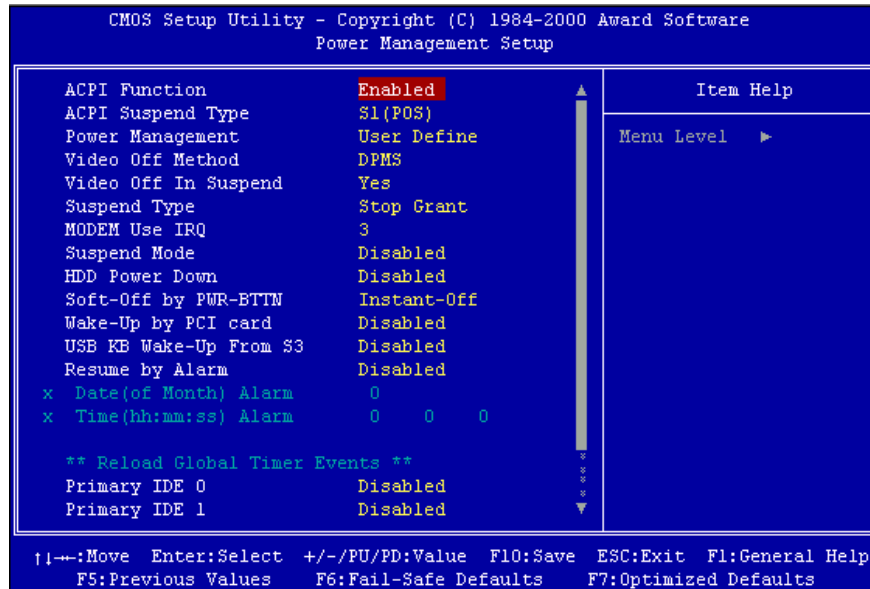 CMOS Setup Utility - Copyright (C) 1984-2000 Award Software
Power Management Setup
ACPI Function Enabled
ACPI Suspend Type S1(POS)
Power Management User Define
Video Off Method DPMS
Video Off In Suspend Yes
Suspend Type Stop Grant
MODEM Use IRQ 3
Suspend Mode Disabled
HDD Power Down Disabled
Soft-Off by PWR-BTTN Instant-Off
Wake-Up by PCI card Disabled
USB KB Wake-Up From S3 Disabled
Resume by Alarm Disabled
x Date(of Month) Alarm 0
x Time(hh:mm:ss) Alarm 0 0 0
** Reload Global Timer Events **
Primary IDE 0 Disabled
Primary IDE 1 Disabled
Item Help
Menu Level ►
↑↓→←:Move Enter:Select +/-/PU/PD:Value F10:Save ESC:Exit F1:General Help
F5:Previous Values F6:Fail-Safe Defaults F7:Optimized Defaults